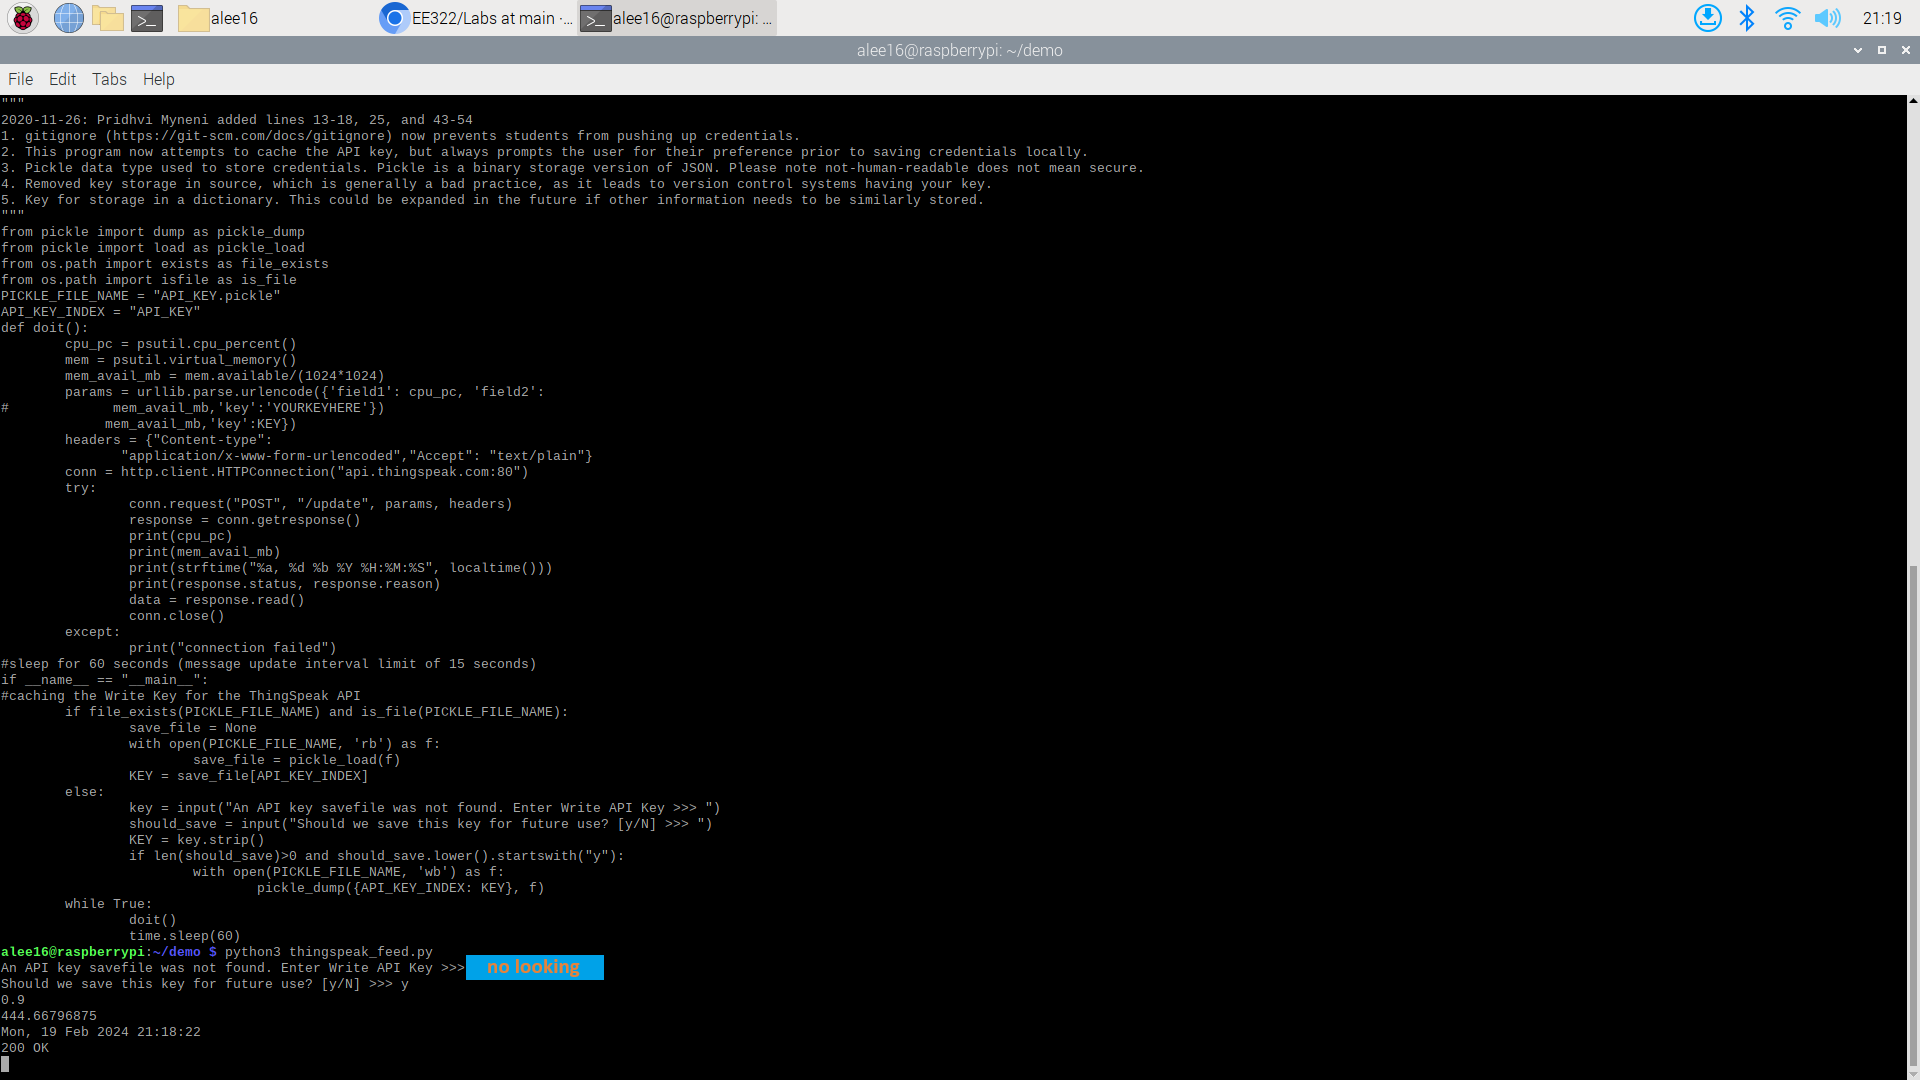 alee16
EE322/Labs at main ·...
alee16@raspberrypi: ...
21:19
alee16@raspberrypi: ~/demo
File Edit Tabs Help
"""
2020-11-26: Pridhvi Myneni added lines 13-18, 25, and 43-54
1. gitignore (https://git-scm.com/docs/gitignore) now prevents students from pushing up credentials.
2. This program now attempts to cache the API key, but always prompts the user for their preference prior to saving credentials locally.
3. Pickle data type used to store credentials. Pickle is a binary storage version of JSON. Please note not-human-readable does not mean secure.
4. Removed key storage in source, which is generally a bad practice, as it leads to version control systems having your key.
5. Key for storage in a dictionary. This could be expanded in the future if other information needs to be similarly stored.
"""
from pickle import dump as pickle_dump
from pickle import load as pickle_load
from os.path import exists as file_exists
from os.path import isfile as is_file
PICKLE_FILE_NAME = "API_KEY.pickle"
API_KEY_INDEX = "API_KEY"
def doit():
        cpu_pc = psutil.cpu_percent()
        mem = psutil.virtual_memory()
        mem_avail_mb = mem.available/(1024*1024)
        params = urllib.parse.urlencode({'field1': cpu_pc, 'field2':
#             mem_avail_mb,'key':'YOURKEYHERE'})
             mem_avail_mb,'key':KEY})
        headers = {"Content-type":
               "application/x-www-form-urlencoded","Accept": "text/plain"}
        conn = http.client.HTTPConnection("api.thingspeak.com:80")
        try:
                conn.request("POST", "/update", params, headers)
                response = conn.getresponse()
                print(cpu_pc)
                print(mem_avail_mb)
                print(strftime("%a, %d %b %Y %H:%M:%S", localtime()))
                print(response.status, response.reason)
                data = response.read()
                conn.close()
        except:
                print("connection failed")
#sleep for 60 seconds (message update interval limit of 15 seconds)
if __name__ == "__main__":
#caching the Write Key for the ThingSpeak API
        if file_exists(PICKLE_FILE_NAME) and is_file(PICKLE_FILE_NAME):
                save_file = None
                with open(PICKLE_FILE_NAME, 'rb') as f:
                        save_file = pickle_load(f)
                KEY = save_file[API_KEY_INDEX]
        else:
                key = input("An API key savefile was not found. Enter Write API Key >>> ")
                should_save = input("Should we save this key for future use? [y/N] >>> ")
                KEY = key.strip()
                if len(should_save)>0 and should_save.lower().startswith("y"):
                        with open(PICKLE_FILE_NAME, 'wb') as f:
                                pickle_dump({API_KEY_INDEX: KEY}, f)
        while True:
                doit()
                time.sleep(60)
alee16@raspberrypi:~/demo $ python3 thingspeak_feed.py
An API key savefile was not found. Enter Write API Key >>> no looking
Should we save this key for future use? [y/N] >>> y
0.9
444.66796875
Mon, 19 Feb 2024 21:18:22
200 OK